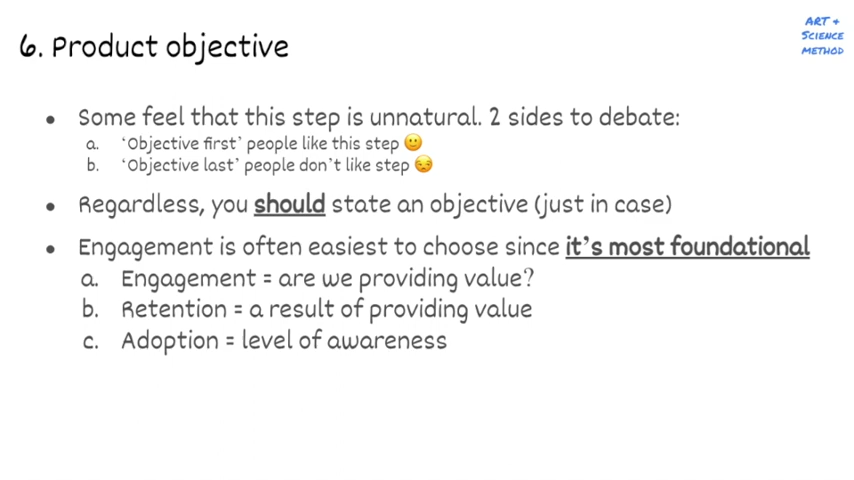 ART +
SCIENCE
METHOD
6. Product objective
• Some feel that this step is unnatural. 2 sides to debate:
a. ‘Objective first’ people like this step 🙂
b. ‘Objective last’ people don’t like step 😒
• Regardless, you should state an objective (just in case)
• Engagement is often easiest to choose since it’s most foundational
a. Engagement = are we providing value?
b. Retention = a result of providing value
c. Adoption = level of awareness